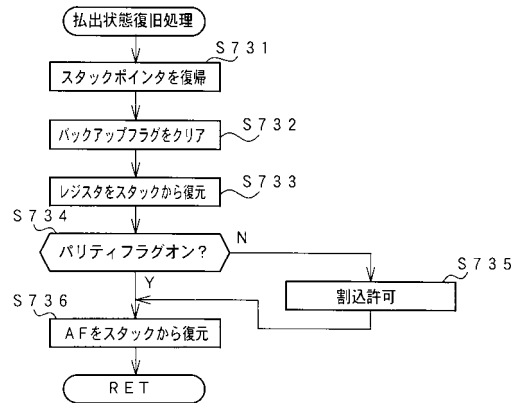 払出状態復旧処理
S731
スタックポインタを復帰
S732
バックアップフラグをクリア
S733
レジスタをスタックから復元
S734
パリティフラグオン?
N
S735
Y
割込許可
S736
AFをスタックから復元
RET